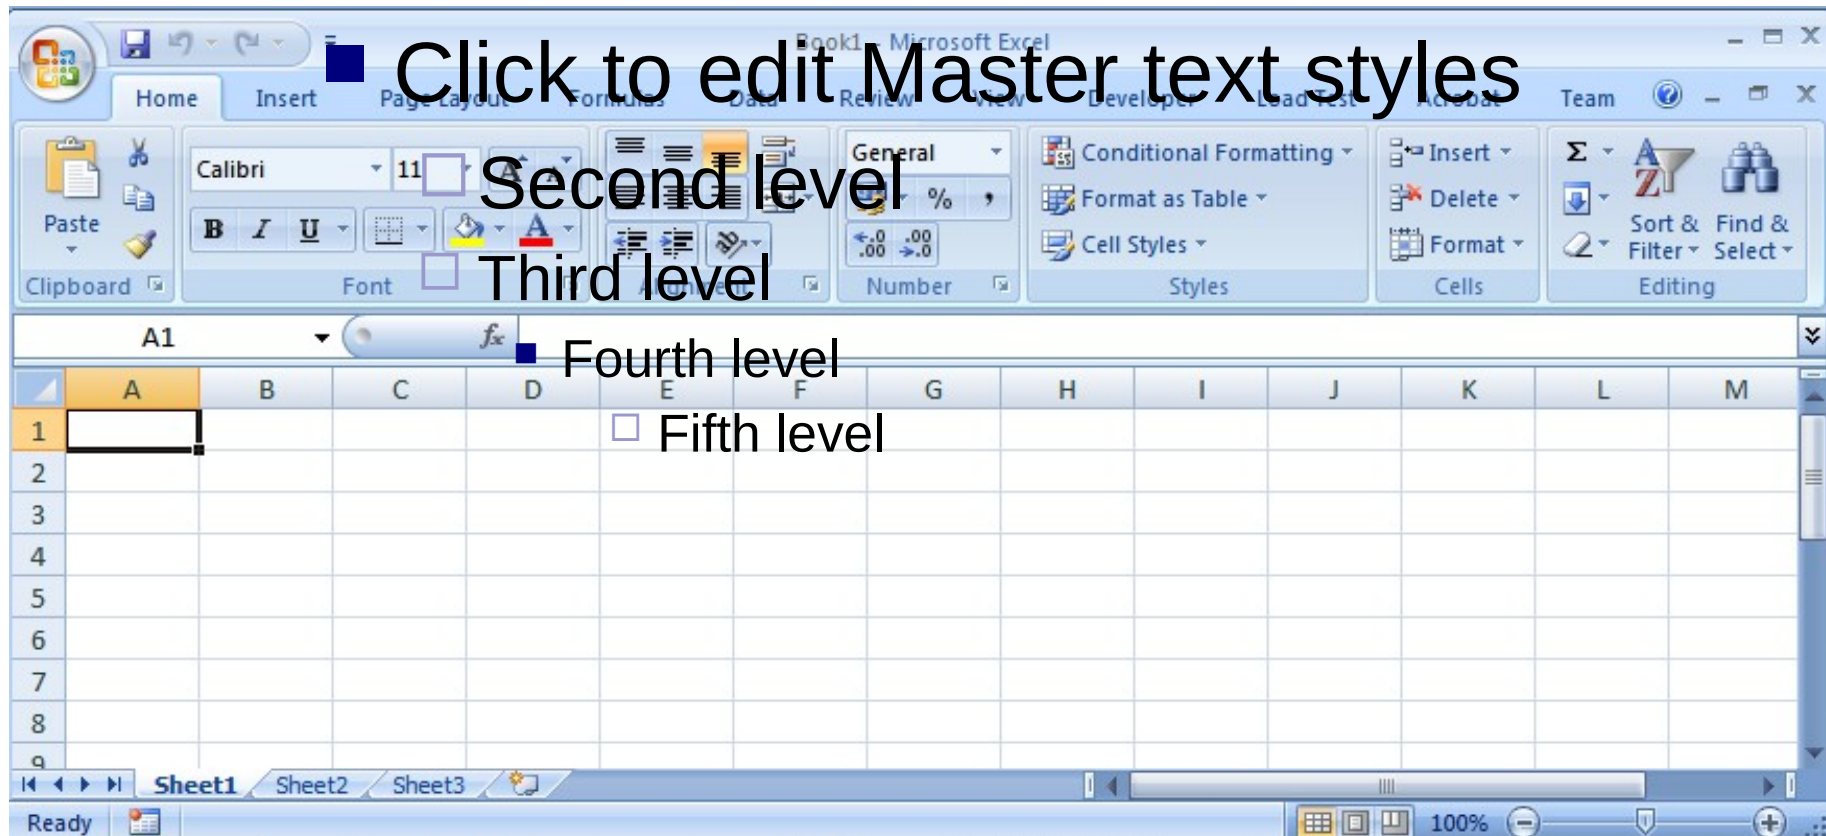 Book1 - Microsoft Excel
Click to edit Master text styles
Home Insert Page Layout Formulas Data Review View Developer Load Test Acrobat Team
Calibri 11 General Conditional Formatting Insert Σ
Second level
Paste B I U A % , Format as Table Delete Sort & Filter Find & Select
Cell Styles Format
Third level
Clipboard Font Alignment Number Styles Cells Editing
A1 fx
Fourth level
A B C D E F G H I J K L M
Fifth level
1
2
3
4
5
6
7
8
9
Sheet1 Sheet2 Sheet3
Ready 100%